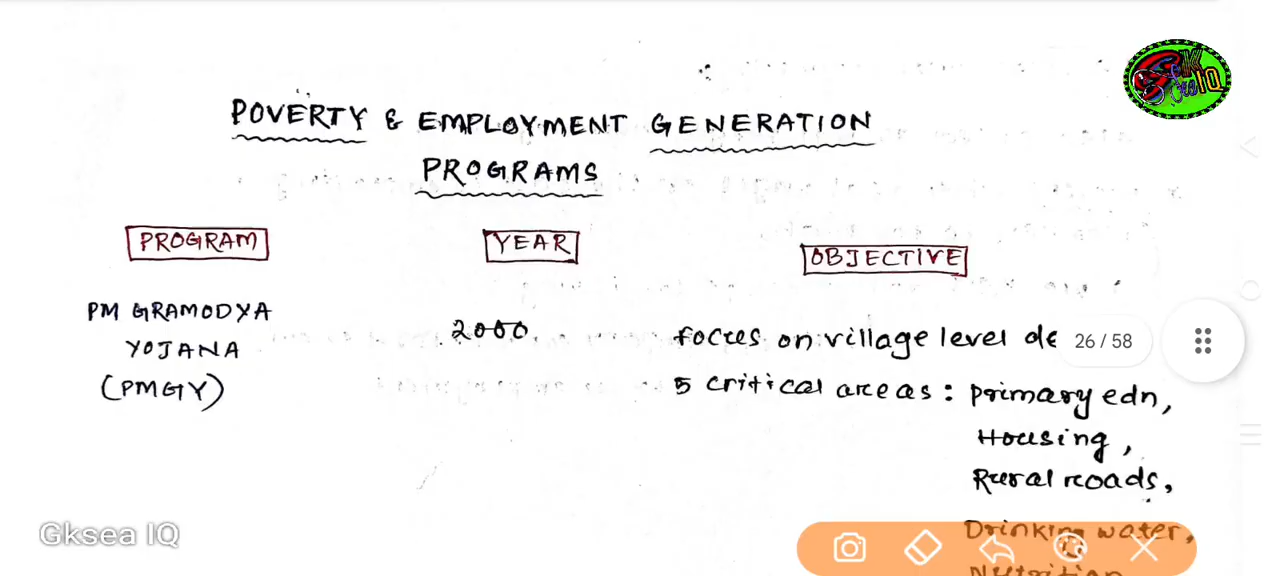 POVERTY & EMPLOYMENT GENERATION
PROGRAMS
PROGRAM YEAR OBJECTIVE
PM GRAMODYA
YOJANA
(PMGY)
2000.
focus on village level de
26 / 58
5 critical areas : primary edn,
Housing,
Rural roads,
Drinking water,
Nutrition
Gksea IQ